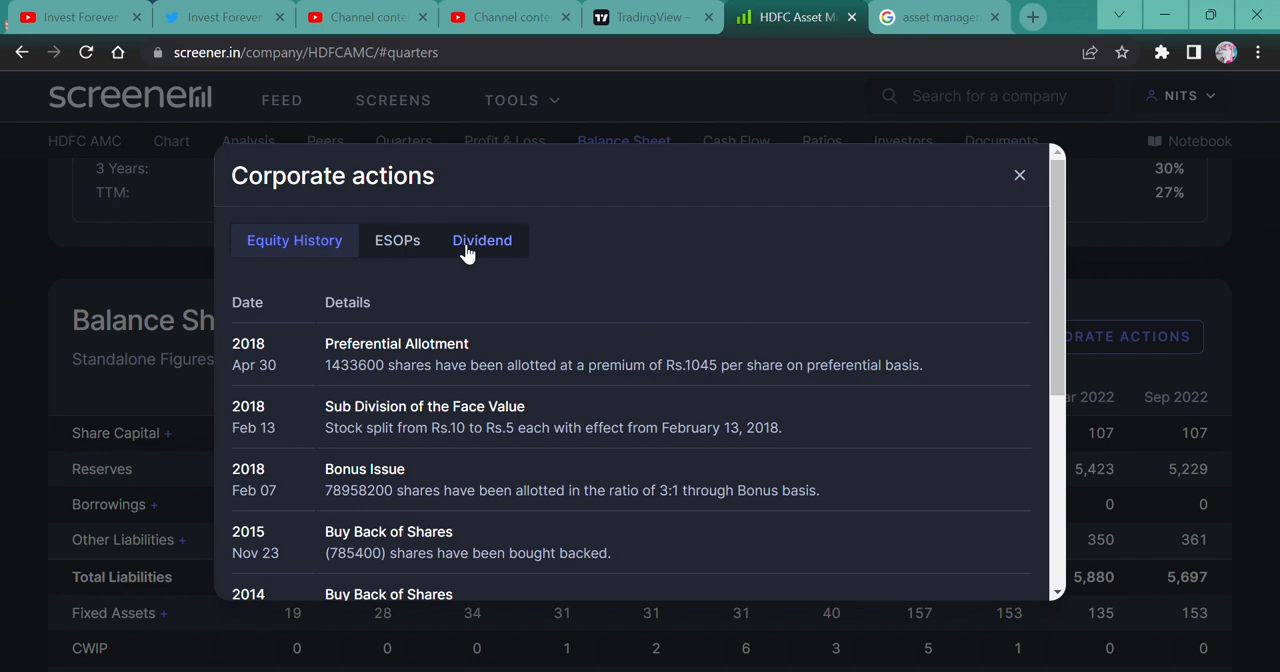 Invest Forever
Invest Forever
Channel conte
Channel conte
TradingView –
HDFC Asset M
asset manage
screener.in/company/HDFCAMC/#quarters
screener
FEED
SCREENS
TOOLS
Search for a company
NITS
HDFC AMC
Chart
Analysis
Peers
Quarters
Profit & Loss
Balance Sheet
Cash Flow
Ratios
Investors
Documents
Notebook
3 Years: 30%
TTM: 27%
Corporate actions
Equity History
ESOPs
Dividend
Date Details
2018 Preferential Allotment
Apr 30 1433600 shares have been allotted at a premium of Rs.1045 per share on preferential basis.
2018 Sub Division of the Face Value
Feb 13 Stock split from Rs.10 to Rs.5 each with effect from February 13, 2018.
2018 Bonus Issue
Feb 07 78958200 shares have been allotted in the ratio of 3:1 through Bonus basis.
2015 Buy Back of Shares
Nov 23 (785400) shares have been bought backed.
2014 Buy Back of Shares
Balance Sh
Standalone Figures
ORATE ACTIONS
ar 2022 Sep 2022
Share Capital + 107 107
Reserves 5,423 5,229
Borrowings + 0 0
Other Liabilities + 350 361
Total Liabilities 5,880 5,697
Fixed Assets + 19 28 34 31 31 31 40 157 153 135 153
CWIP 0 0 0 1 2 6 3 5 1 0 0